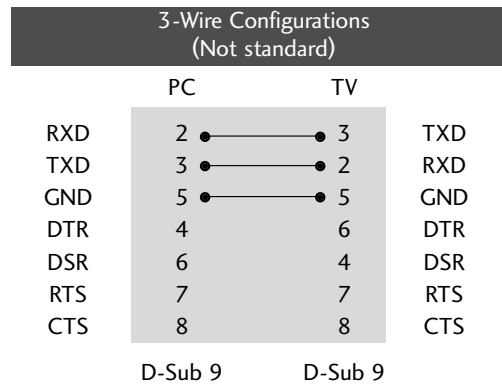 3-Wire Configurations
(Not standard)
PC TV
RXD 2 3 TXD
TXD 3 2 RXD
GND 5 5 GND
DTR 4 6 DTR
DSR 6 4 DSR
RTS 7 7 RTS
CTS 8 8 CTS
D-Sub 9 D-Sub 9